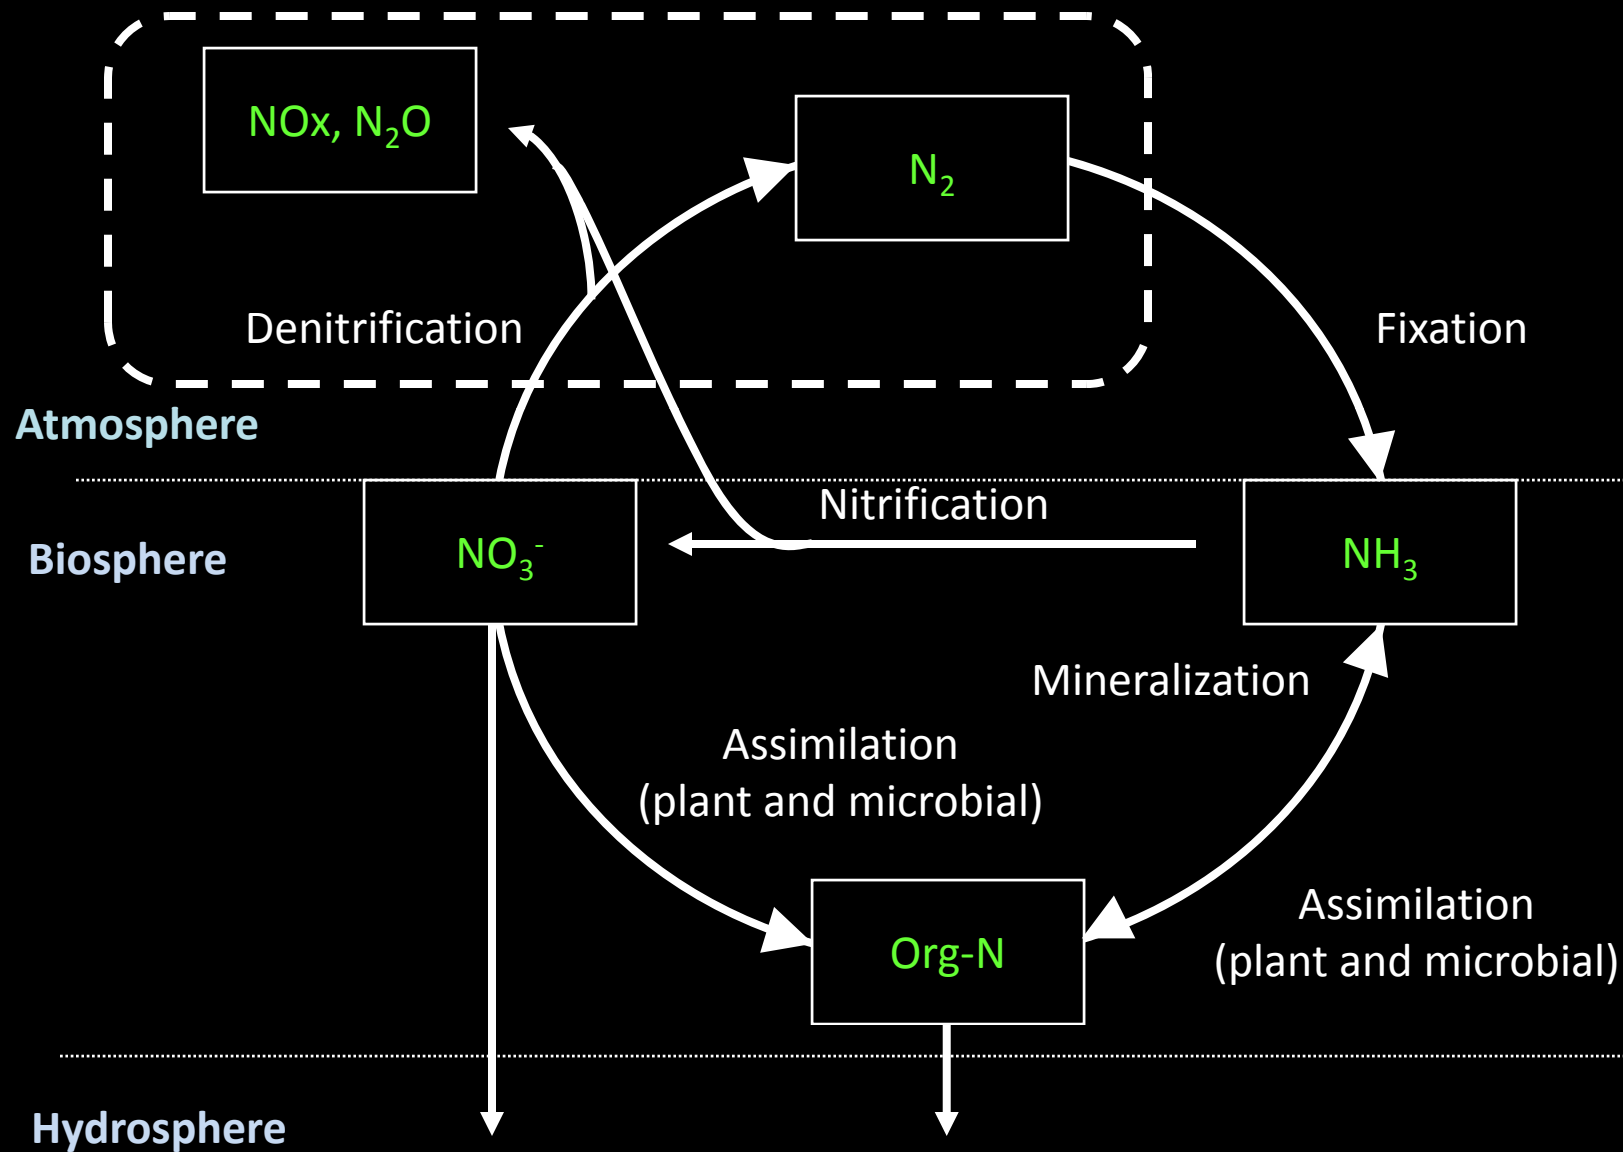 NOx, N₂O
N₂
Denitrification
Fixation
Atmosphere
Nitrification
Biosphere
NO₃⁻
NH₃
Mineralization
Assimilation
(plant and microbial)
Assimilation
(plant and microbial)
Org-N
Hydrosphere